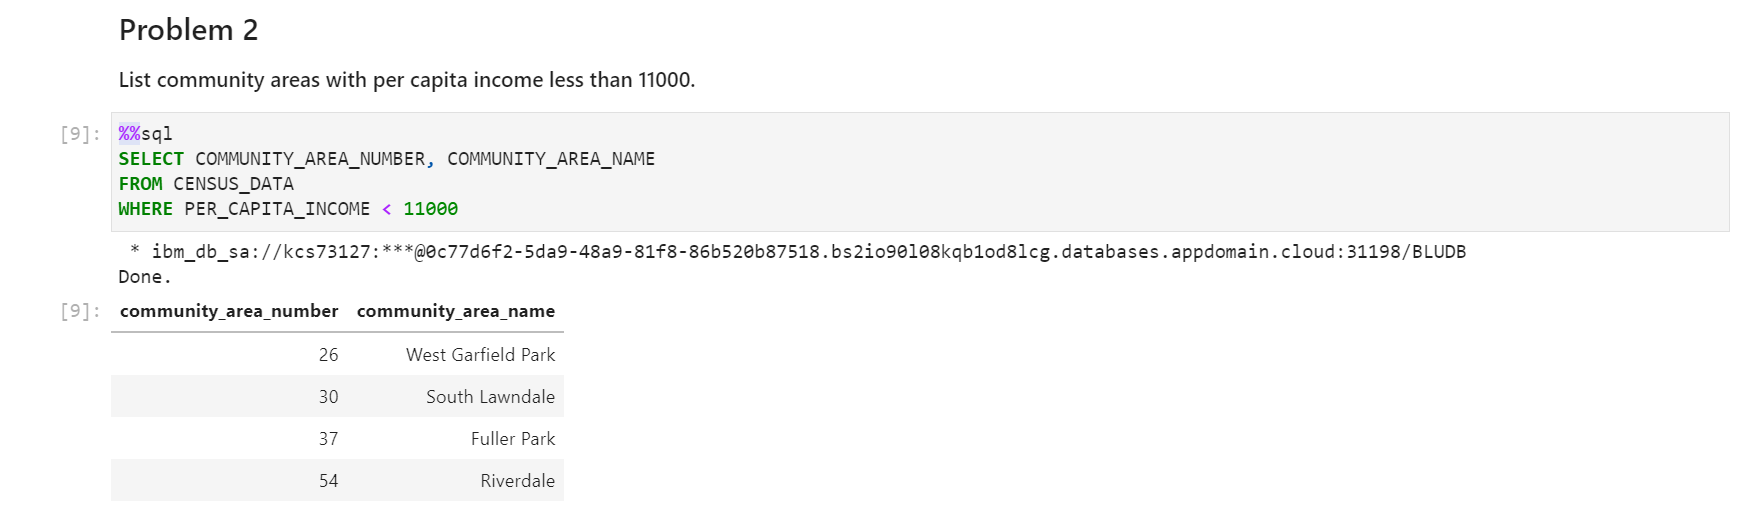 Problem 2
List community areas with per capita income less than 11000.
[9]: %%sql
SELECT COMMUNITY_AREA_NUMBER, COMMUNITY_AREA_NAME
FROM CENSUS_DATA
WHERE PER_CAPITA_INCOME < 11000
* ibm_db_sa://kcs73127:***@0c77d6f2-5da9-48a9-81f8-86b520b87518.bs2io90l08kqb1od8lcg.databases.appdomain.cloud:31198/BLUDB
Done.
[9]: community_area_number community_area_name
26 West Garfield Park
30 South Lawndale
37 Fuller Park
54 Riverdale